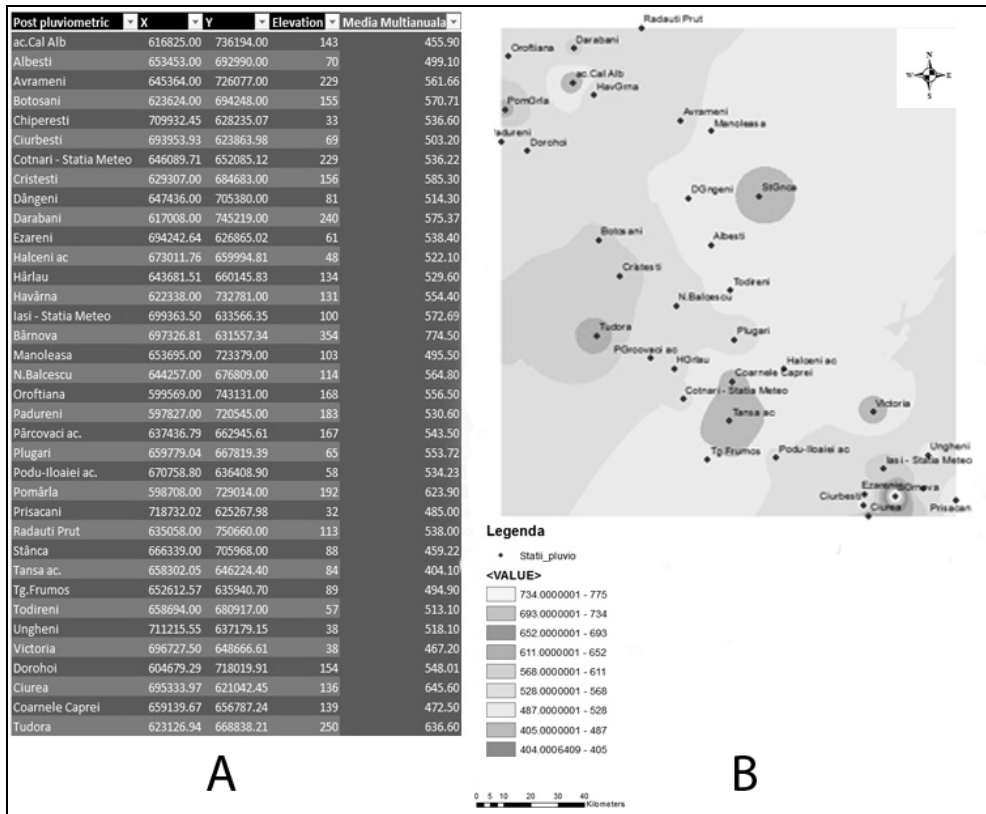 Post pluviometric X Y Elevation Media Multianuala
ac.Cal Alb 616825.00 736194.00 143 455.90
Albesti 653453.00 692990.00 70 499.10
Avrameni 645364.00 726077.00 229 561.66
Botosani 623624.00 694248.00 155 570.71
Chiperesti 709932.45 628235.07 33 536.60
Ciurbesti 693953.93 623863.98 69 503.20
Cotnari - Statia Meteo 646089.71 652085.12 229 536.22
Cristesti 629307.00 684683.00 156 585.30
Dângeni 647436.00 705380.00 81 514.30
Darabani 617008.00 745219.00 240 575.37
Ezareni 694242.64 626865.02 61 538.40
Halceni ac 673011.76 659994.81 48 522.10
Hârlau 643681.51 660145.83 134 529.60
Havârna 622338.00 732781.00 131 554.40
Iasi - Statia Meteo 699363.50 633566.35 100 572.69
Bârnova 697326.81 631557.34 354 774.50
Manoleasa 653695.00 723379.00 103 495.50
N.Balcescu 644257.00 676809.00 114 564.80
Oroftiana 599569.00 743131.00 168 556.50
Padureni 597827.00 720545.00 183 530.60
Pârcovaci ac. 637436.79 662945.61 167 543.50
Plugari 659779.04 667819.39 65 553.72
Podu-Iloaiei ac. 670758.80 636408.90 58 534.23
Pomârla 598708.00 729014.00 192 623.90
Prisacani 718732.02 625267.98 32 485.00
Radauti Prut 635058.00 750660.00 113 538.00
Stânca 666339.00 705968.00 88 459.22
Tansa ac. 658302.05 646224.40 84 404.10
Tg.Frumos 652612.57 635940.70 89 494.90
Todireni 658694.00 680917.00 57 513.10
Ungheni 711215.55 637179.15 38 518.10
Victoria 696727.50 648666.61 38 467.20
Dorohoi 604679.29 718019.91 154 548.01
Ciurea 695333.97 621042.45 136 645.60
Coarnele Caprei 659139.67 656787.24 139 472.50
Tudora 623126.94 668838.21 250 636.60
A
Radauti Prut
Darabani
Oroftiana
N
W E
S
ac.Cal Alb
HavGrna
PomGrla
Avrameni
Manoleasa
adureni
Dorohoi
DGngeni
StGnca
Botosani
Albesti
Cristesti
Todireni
N.Balcescu
Tudora
Plugari
PGrcovaci ac
HGrlau
Halceni ac
Coarnele Caprei
Cotnari - Statia Meteo
Victoria
Tansa ac
Tg.Frumos
Podu-Iloaiei ac
Ungheni
Iasi - Statia Meteo
Ezareni
Ciurbesti
Ciurea
Prisacan
Legenda
Statii_pluvio
<VALUE>
734.0000001 - 775
693.0000001 - 734
652.0000001 - 693
611.0000001 - 652
568.0000001 - 611
528.0000001 - 568
487.0000001 - 528
405.0000001 - 487
404.0006409 - 405
0 5 10 20 30 40
Kilometers
B